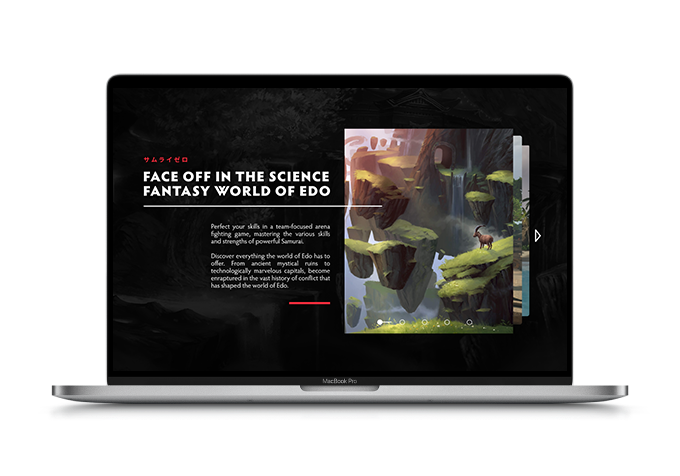 サムライゼロ
FACE OFF IN THE SCIENCE
FANTASY WORLD OF EDO
Perfect your skills in a team-focused arena
fighting game, mastering the various skills
and strengths of powerful Samurai.
Discover everything the world of Edo has to
offer. From ancient mystical ruins to
technologically marvelous capitals, become
enraptured in the vast history of conflict that
has shaped the world of Edo.
MacBook Pro